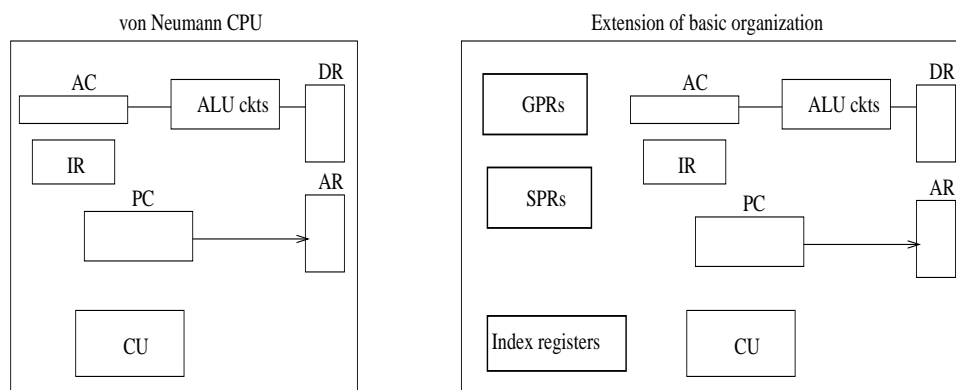 von Neumann CPU
AC
ALU ckts
DR
IR
PC
AR
CU
Extension of basic organization
GPRs
AC
ALU ckts
DR
IR
SPRs
PC
AR
Index registers
CU